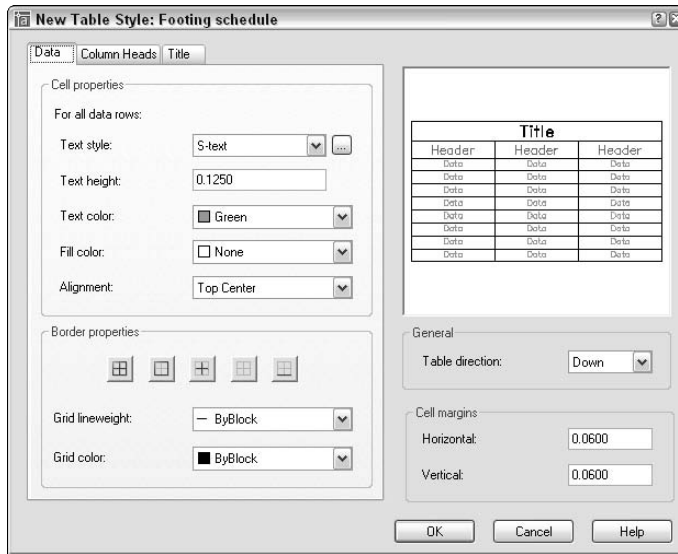 New Table Style: Footing schedule
Data Column Heads Title
Cell properties
For all data rows:
Text style: S-text ...
Text height: 0.1250
Text color: Green
Fill color: None
Alignment: Top Center
Border properties
Grid lineweight: ByBlock
Grid color: ByBlock
Title
Header Header Header
Data Data Data
Data Data Data
Data Data Data
Data Data Data
Data Data Data
Data Data Data
Data Data Data
Data Data Data
General
Table direction: Down
Cell margins
Horizontal: 0.0600
Vertical: 0.0600
OK Cancel Help